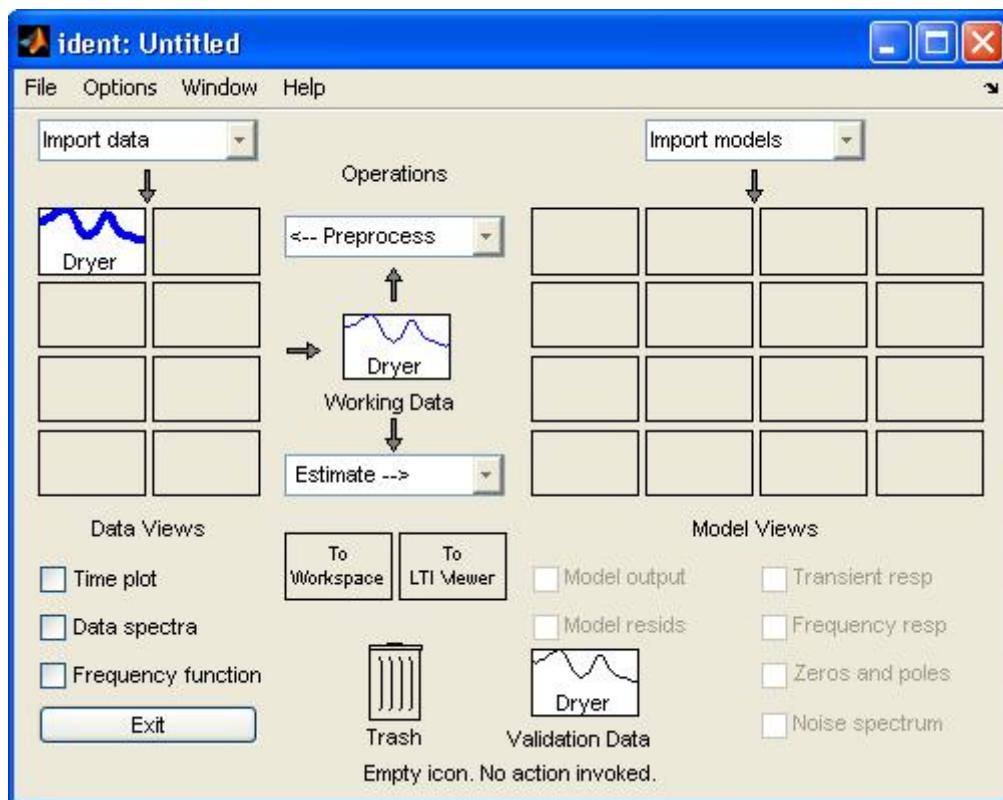 ident: Untitled
File Options Window Help
Import data
Import models
Operations
<-- Preprocess
Dryer
Dryer
Working Data
Estimate -->
Data Views
Model Views
To Workspace
To LTI Viewer
Time plot
Data spectra
Frequency function
Exit
Trash
Model output
Model resids
Transient resp
Frequency resp
Zeros and poles
Noise spectrum
Dryer
Validation Data
Empty icon. No action invoked.